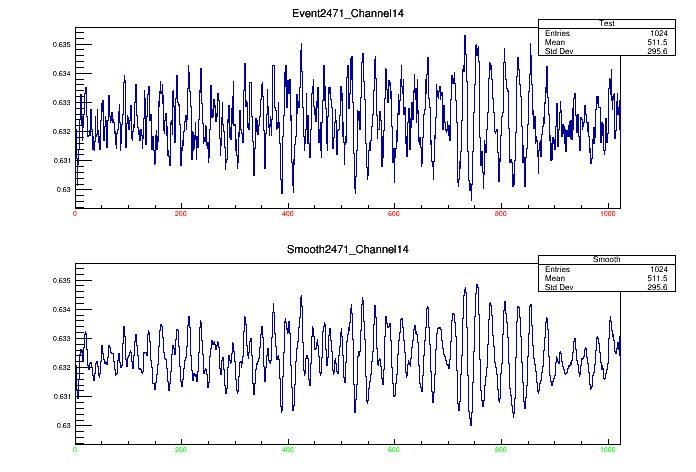 Event2471_Channel14
Test
Entries 1024
Mean 511.5
Std Dev 295.6
0.635
0.634
0.633
0.632
0.631
0.63
0 200 400 600 800 1000
Smooth2471_Channel14
Smooth
Entries 1024
Mean 511.5
Std Dev 295.6
0.635
0.634
0.633
0.632
0.631
0.63
0 200 400 600 800 1000